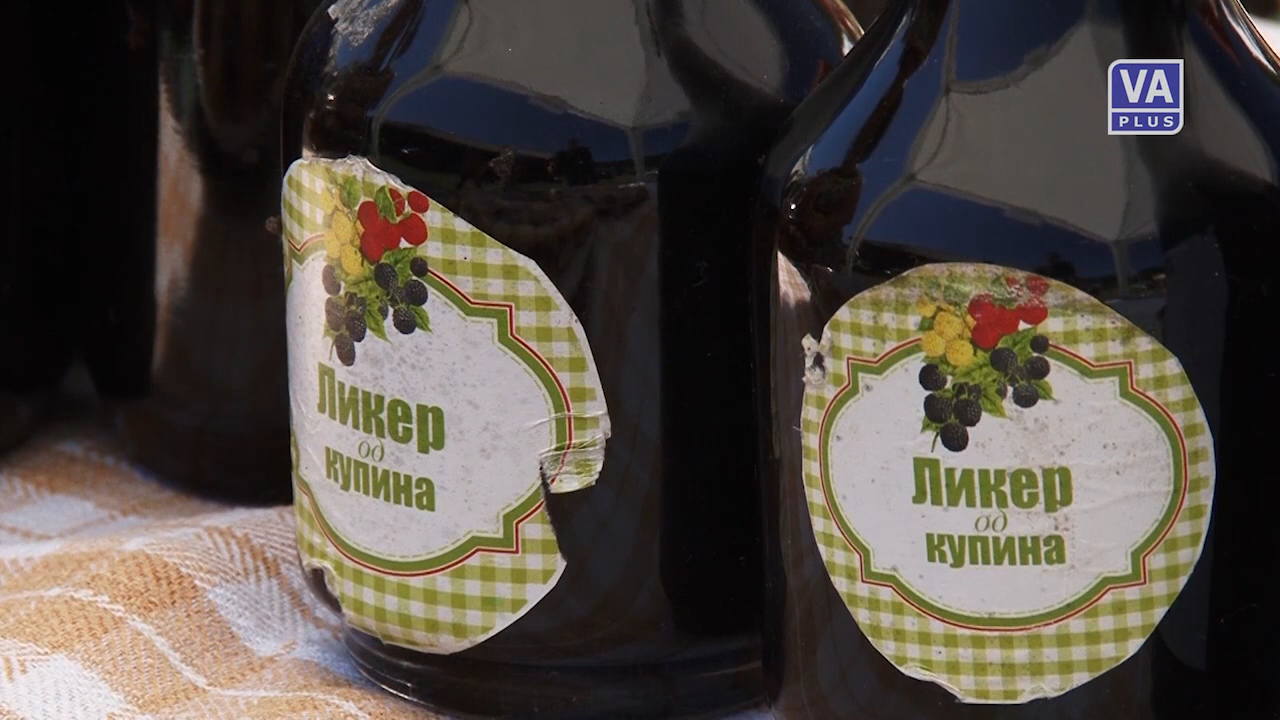 VA
PLUS
Ликер
од
купина
Ликер
од
купина